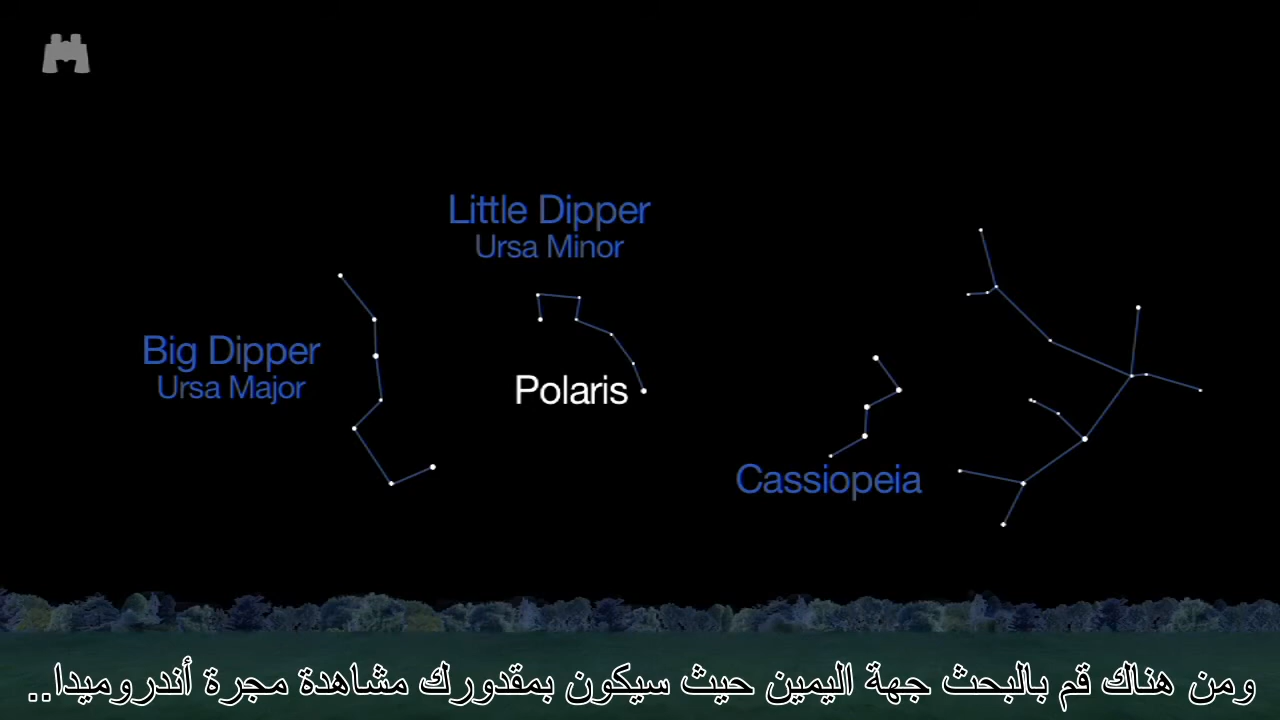 Little Dipper
Ursa Minor
Big Dipper
Ursa Major
Polaris
Cassiopeia
ومن هناك قم بالبحث جهة اليمين حيث سيكون بمقدورك مشاهدة مجرة أندروميدا..